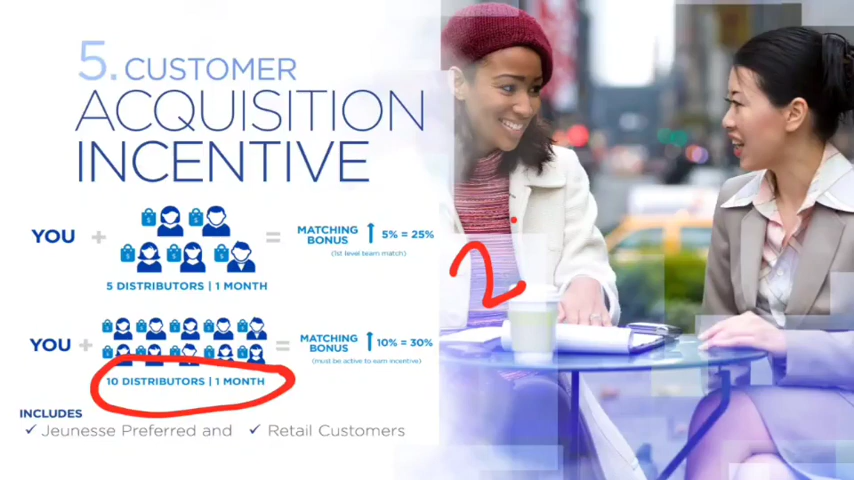 5. CUSTOMER
ACQUISITION
INCENTIVE
YOU + = MATCHING BONUS 5% = 25%
(1st level team match)
5 DISTRIBUTORS | 1 MONTH
YOU + = MATCHING BONUS 10% = 30%
(must be active to earn incentive)
10 DISTRIBUTORS | 1 MONTH
INCLUDES
✓ Jeunesse Preferred and ✓ Retail Customers
2